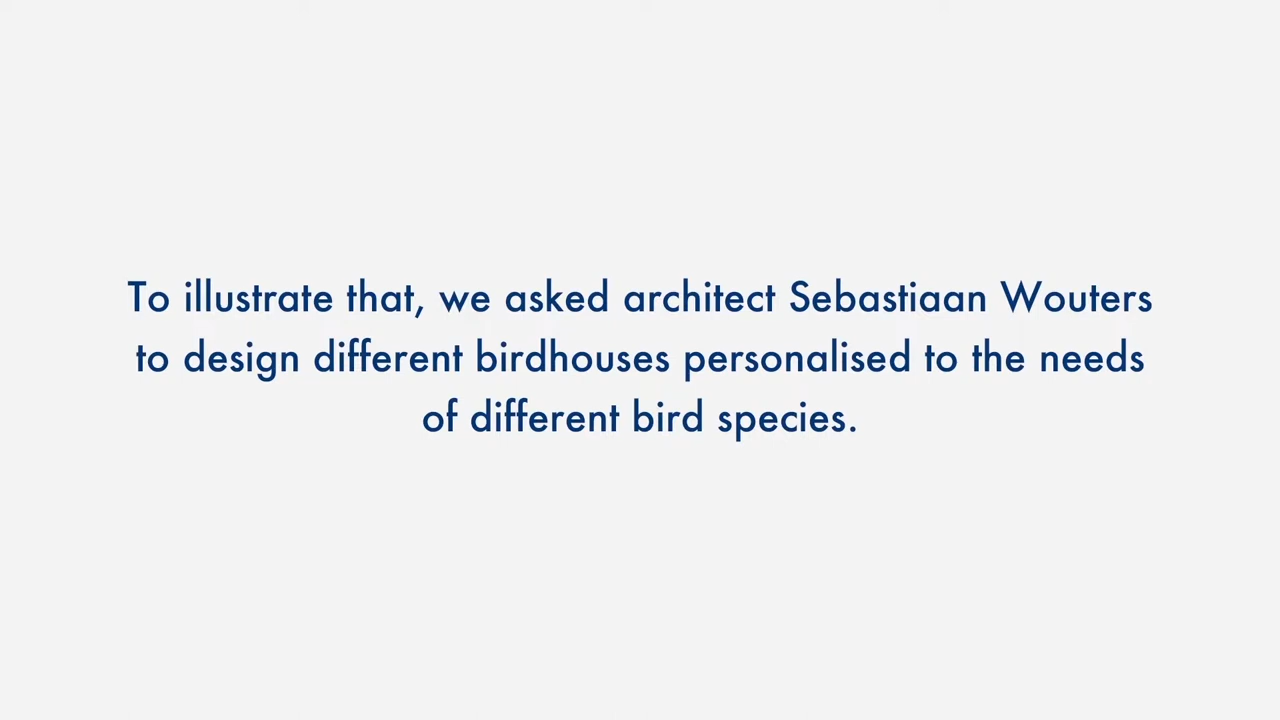 To illustrate that, we asked architect Sebastiaan Wouters
to design different birdhouses personalised to the needs
of different bird species.